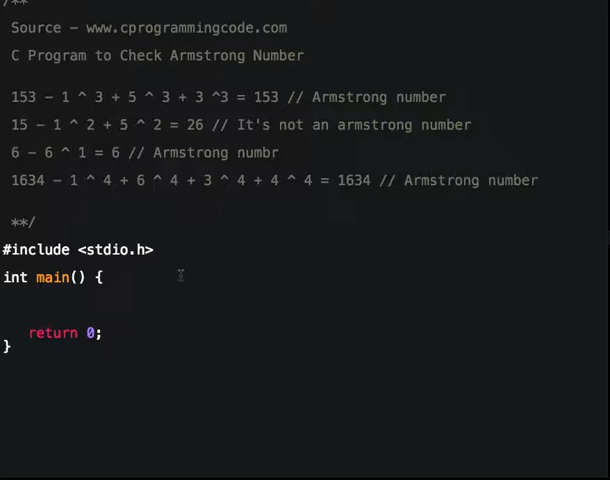 /**
Source - www.cprogrammingcode.com
C Program to Check Armstrong Number
153 - 1 ^ 3 + 5 ^ 3 + 3 ^3 = 153 // Armstrong number
15 - 1 ^ 2 + 5 ^ 2 = 26 // It's not an armstrong number
6 - 6 ^ 1 = 6 // Armstrong numbr
1634 - 1 ^ 4 + 6 ^ 4 + 3 ^ 4 + 4 ^ 4 = 1634 // Armstrong number
**/
#include <stdio.h>
int main() {
return 0;
}